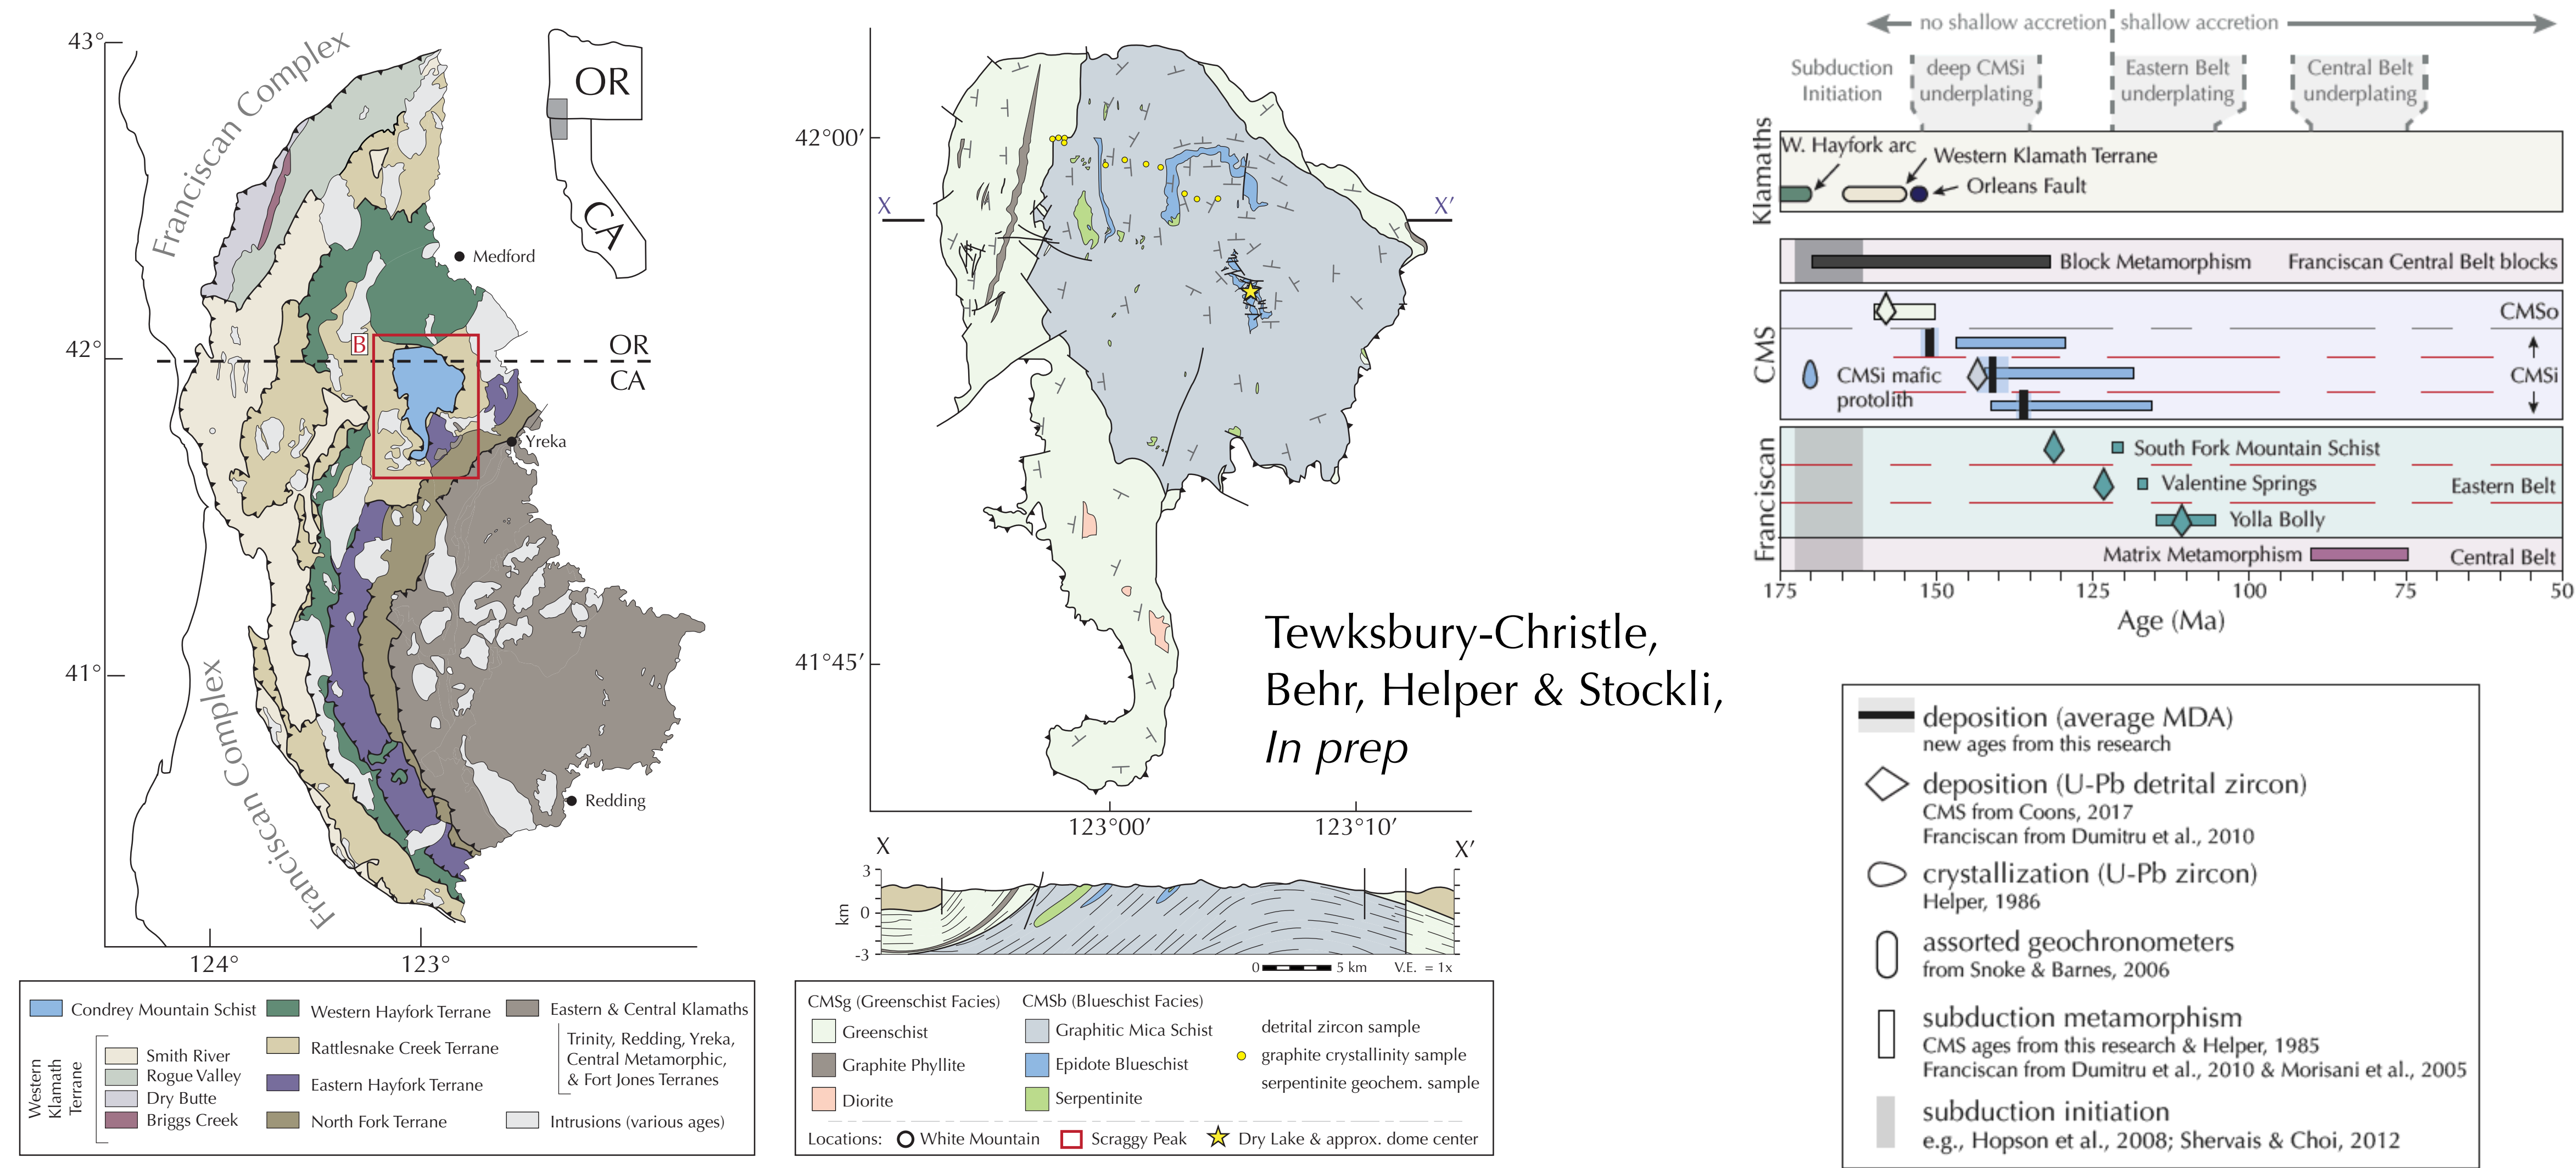 43°
42°
41°
124°
123°
Franciscan Complex
Franciscan Complex
OR
CA
Medford
B
OR
CA
Yreka
Redding
Condrey Mountain Schist
Western Klamath Terrane
Smith River
Rogue Valley
Dry Butte
Briggs Creek
Western Hayfork Terrane
Rattlesnake Creek Terrane
Eastern Hayfork Terrane
North Fork Terrane
Eastern & Central Klamaths
Trinity, Redding, Yreka,
Central Metamorphic,
& Fort Jones Terranes
Intrusions (various ages)
42°00'
X
X'
41°45'
123°00'
123°10'
Tewksbury-Christle,
Behr, Helper & Stockli,
In prep
X
X'
3
0
-3
km
0
5 km
V.E. = 1x
CMSg (Greenschist Facies)
Greenschist
Graphite Phyllite
Diorite
CMSb (Blueschist Facies)
Graphitic Mica Schist
Epidote Blueschist
Serpentinite
detrital zircon sample
graphite crystallinity sample
serpentinite geochem. sample
Locations:
White Mountain
Scraggy Peak
Dry Lake & approx. dome center
no shallow accretion
shallow accretion
Subduction
Initiation
deep CMSi
underplating
Eastern Belt
underplating
Central Belt
underplating
Klamaths
W. Hayfork arc
Western Klamath Terrane
Orleans Fault
Block Metamorphism
Franciscan Central Belt blocks
CMS
CMSo
CMSi mafic
protolith
CMSi
Franciscan
South Fork Mountain Schist
Valentine Springs
Eastern Belt
Yolla Bolly
Matrix Metamorphism
Central Belt
175
150
125
100
75
50
Age (Ma)
deposition (average MDA)
new ages from this research
deposition (U-Pb detrital zircon)
CMS from Coons, 2017
Franciscan from Dumitru et al., 2010
crystallization (U-Pb zircon)
Helper, 1986
assorted geochronometers
from Snoke & Barnes, 2006
subduction metamorphism
CMS ages from this research & Helper, 1985
Franciscan from Dumitru et al., 2010 & Morisani et al., 2005
subduction initiation
e.g., Hopson et al., 2008; Shervais & Choi, 2012